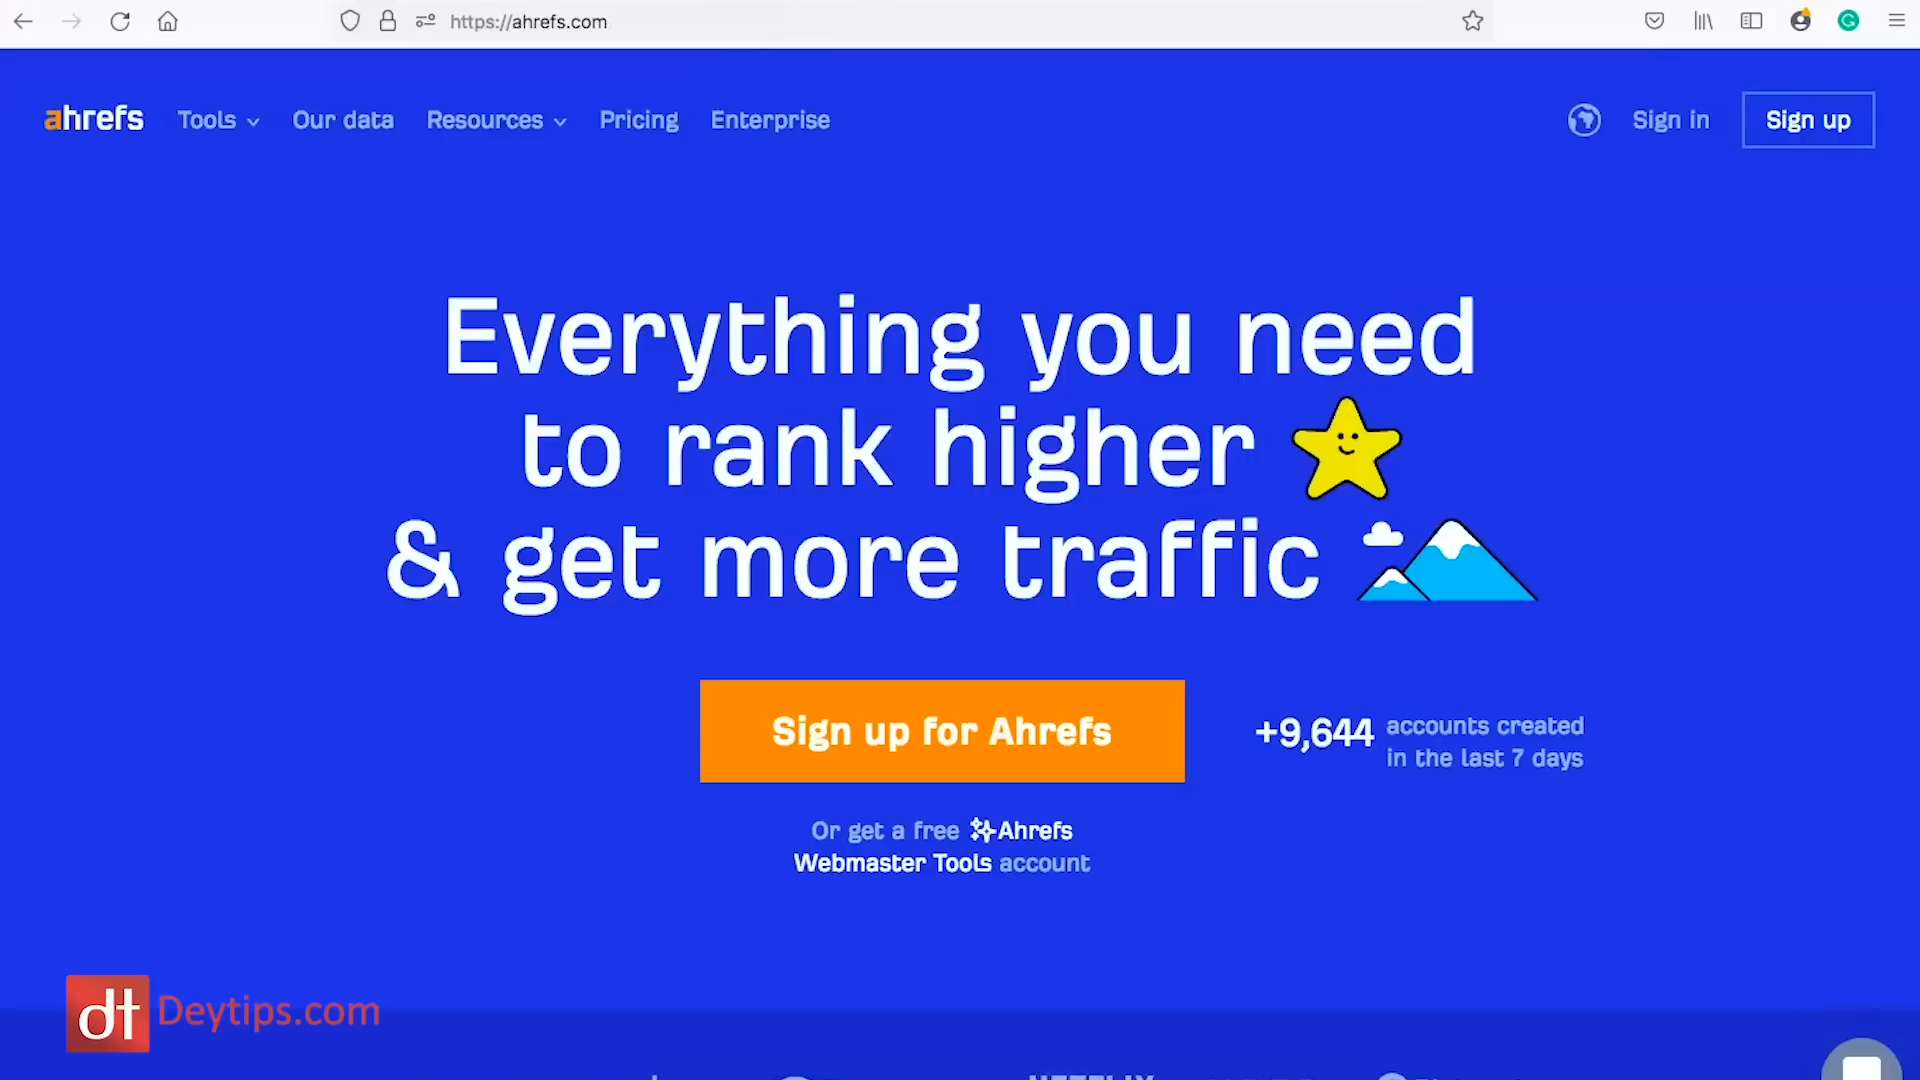 https://ahrefs.com
ahrefs Tools Our data Resources Pricing Enterprise Sign in Sign up
Everything you need
to rank higher
& get more traffic
Sign up for Ahrefs
+9,644 accounts created
in the last 7 days
Or get a free Ahrefs
Webmaster Tools account
dt Deytips.com
NETFLIX